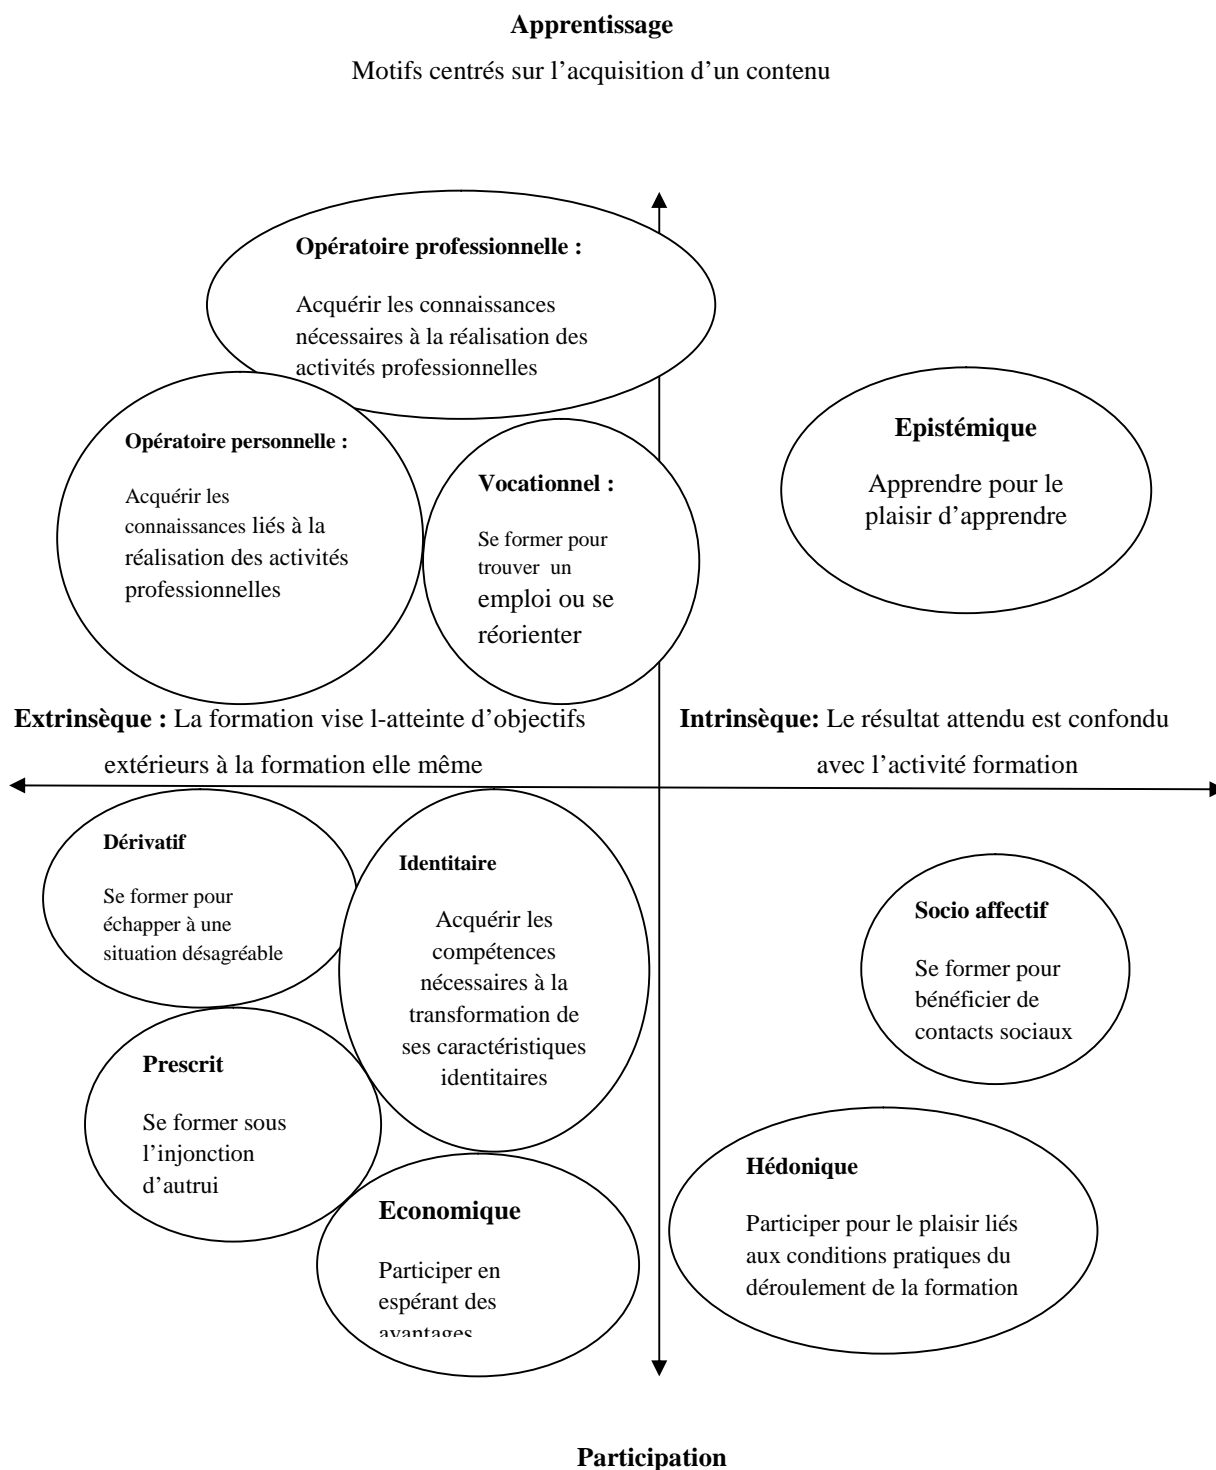 Apprentissage
Motifs centrés sur l’acquisition d’un contenu
Opératoire professionnelle :
Acquérir les connaissances
nécessaires à la réalisation des
activités professionnelles
Opératoire personnelle :
Acquérir les
connaissances liés à la
réalisation des activités
professionnelles
Vocationnel :
Se former pour
trouver un
emploi ou se
réorienter
Epistémique
Apprendre pour le
plaisir d’apprendre
Extrinsèque : La formation vise l-atteinte d’objectifs
extérieurs à la formation elle même
Intrinsèque: Le résultat attendu est confondu
avec l’activité formation
Dérivatif
Se former pour
échapper à une
situation désagréable
Identitaire
Acquérir les
compétences
nécessaires à la
transformation de
ses caractéristiques
identitaires
Socio affectif
Se former pour
bénéficier de
contacts sociaux
Prescrit
Se former sous
l’injonction
d’autrui
Economique
Participer en
espérant des
avantages
Hédonique
Participer pour le plaisir liés
aux conditions pratiques du
déroulement de la formation
Participation